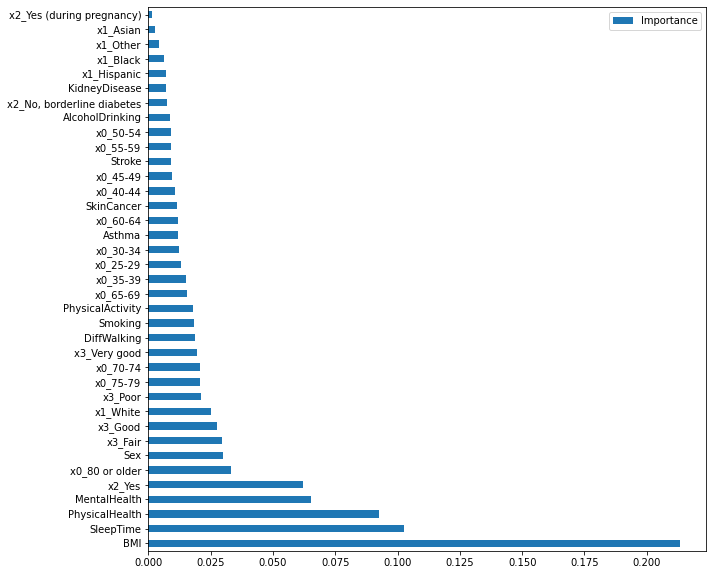 x2_Yes (during pregnancy)
x1_Asian
x1_Other
x1_Black
x1_Hispanic
KidneyDisease
x2_No, borderline diabetes
AlcoholDrinking
x0_50-54
x0_55-59
Stroke
x0_45-49
x0_40-44
SkinCancer
x0_60-64
Asthma
x0_30-34
x0_25-29
x0_35-39
x0_65-69
PhysicalActivity
Smoking
DiffWalking
x3_Very good
x0_70-74
x0_75-79
x3_Poor
x1_White
x3_Good
x3_Fair
Sex
x0_80 or older
x2_Yes
MentalHealth
PhysicalHealth
SleepTime
BMI
Importance
0.000 0.025 0.050 0.075 0.100 0.125 0.150 0.175 0.200